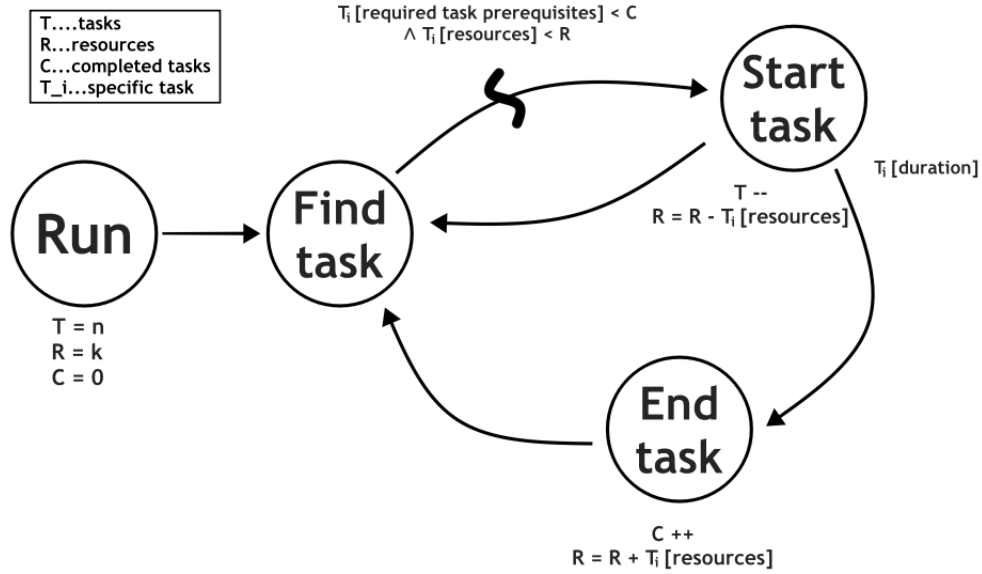 T....tasks
R...resources
C...completed tasks
T_i...specific task
Tᵢ [required task prerequisites] < C
∧ Tᵢ [resources] < R
Start
task
Tᵢ [duration]
T --
R = R - Tᵢ [resources]
Find
task
Run
T = n
R = k
C = 0
End
task
C ++
R = R + Tᵢ [resources]